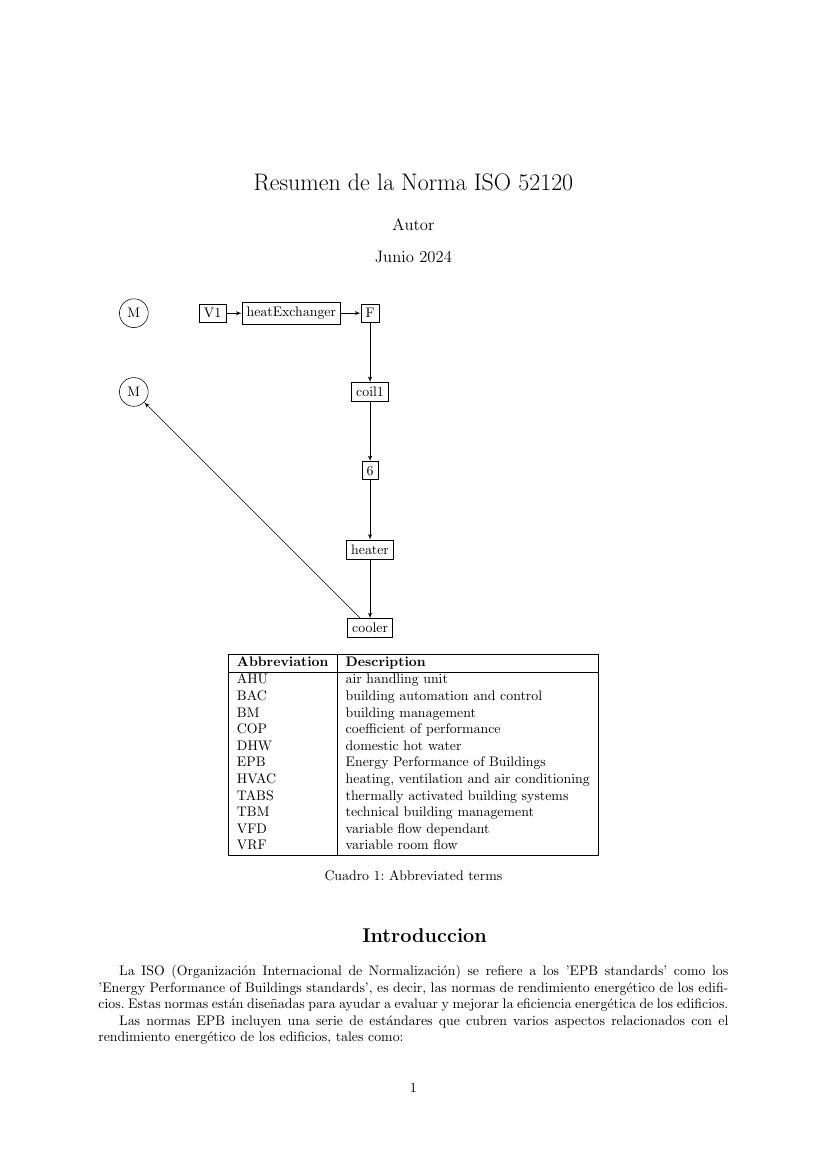 Resumen de la Norma ISO 52120
Autor
Junio 2024
M
V1
heatExchanger
F
M
coil1
6
heater
cooler
Abbreviation Description
AHU air handling unit
BAC building automation and control
BM building management
COP coefficient of performance
DHW domestic hot water
EPB Energy Performance of Buildings
HVAC heating, ventilation and air conditioning
TABS thermally activated building systems
TBM technical building management
VFD variable flow dependant
VRF variable room flow
Cuadro 1: Abbreviated terms
Introduccion
La ISO (Organización Internacional de Normalización) se refiere a los 'EPB standards' como los
'Energy Performance of Buildings standards', es decir, las normas de rendimiento energético de los edifi-
cios. Estas normas están diseñadas para ayudar a evaluar y mejorar la eficiencia energética de los edificios.
Las normas EPB incluyen una serie de estándares que cubren varios aspectos relacionados con el
rendimiento energético de los edificios, tales como:
1